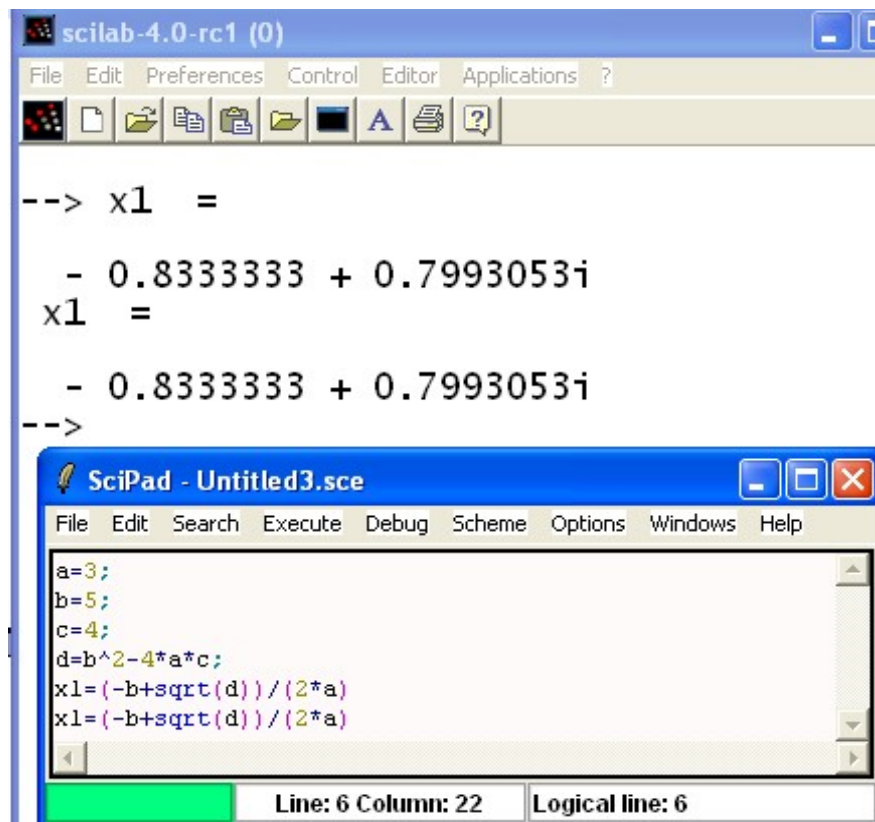 scilab-4.0-rc1 (0)
File Edit Preferences Control Editor Applications ?
A ?
--> x1 =
- 0.8333333 + 0.7993053i
x1 =
- 0.8333333 + 0.7993053i
-->
SciPad - Untitled3.sce
File Edit Search Execute Debug Scheme Options Windows Help
a=3;
b=5;
c=4;
d=b^2-4*a*c;
x1=(-b+sqrt(d))/(2*a)
x1=(-b+sqrt(d))/(2*a)
Line: 6 Column: 22 Logical line: 6